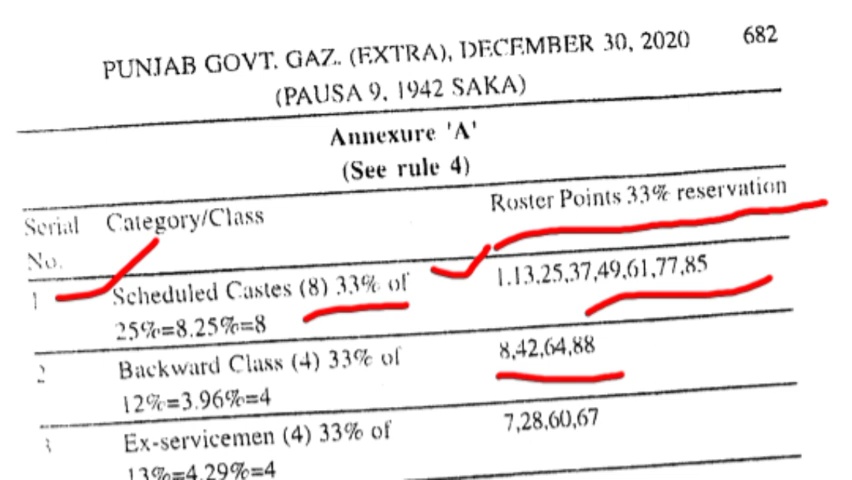 PUNJAB GOVT. GAZ. (EXTRA), DECEMBER 30, 2020 682
(PAUSA 9, 1942 SAKA)
Annexure 'A'
(See rule 4)
Serial No. Category/Class Roster Points 33% reservation
1 Scheduled Castes (8) 33% of 1.13,25,37,49,61,77,85
25%=8.25%=8
2 Backward Class (4) 33% of 8,42,64,88
12%=3.96%=4
3 Ex-servicemen (4) 33% of 7,28,60,67
13%=4.29%=4